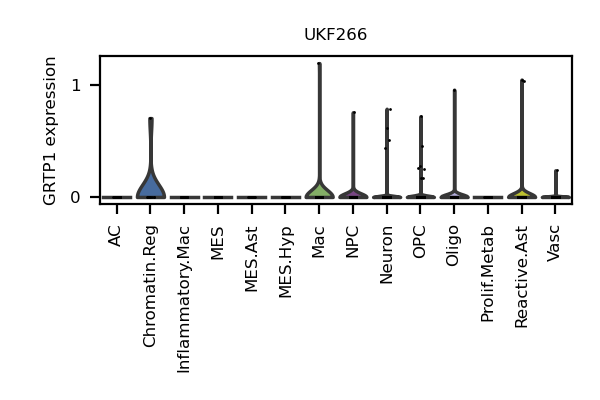 UKF266
GRTP1 expression
1
0
AC
Chromatin.Reg
Inflammatory.Mac
MES
MES.Ast
MES.Hyp
Mac
NPC
Neuron
OPC
Oligo
Prolif.Metab
Reactive.Ast
Vasc